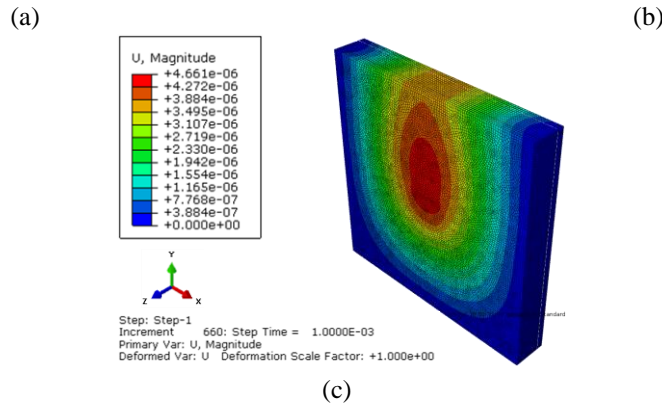 (a) (b)
U, Magnitude
+4.661e-06
+4.272e-06
+3.884e-06
+3.495e-06
+3.107e-06
+2.719e-06
+2.330e-06
+1.942e-06
+1.554e-06
+1.165e-06
+7.768e-07
+3.884e-07
+0.000e+00
Y
Z X
Step: Step-1
Increment 660: Step Time = 1.0000E-03
Primary Var: U, Magnitude
Deformed Var: U Deformation Scale Factor: +1.000e+00
(c)